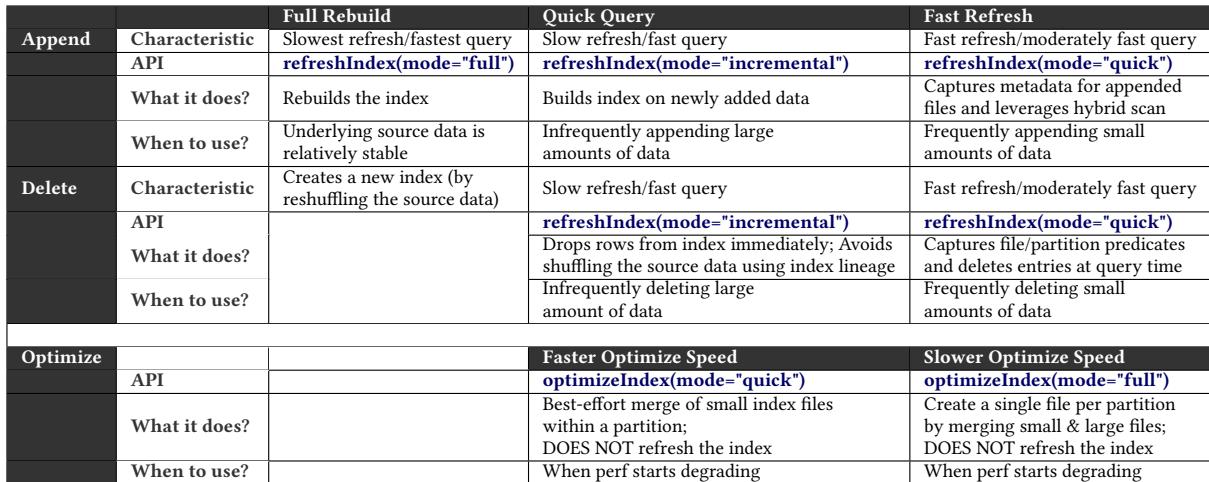 Full Rebuild Quick Query Fast Refresh
Append Characteristic Slowest refresh/fastest query Slow refresh/fast query Fast refresh/moderately fast query
API refreshIndex(mode="full") refreshIndex(mode="incremental") refreshIndex(mode="quick")
What it does? Rebuilds the index Builds index on newly added data Captures metadata for appended
files and leverages hybrid scan
When to use? Underlying source data is
relatively stable
Infrequently appending large
amounts of data
Frequently appending small
amounts of data
Delete Characteristic Creates a new index (by
reshuffling the source data)
Slow refresh/fast query Fast refresh/moderately fast query
API refreshIndex(mode="incremental") refreshIndex(mode="quick")
What it does? Drops rows from index immediately; Avoids
shuffling the source data using index lineage
Captures file/partition predicates
and deletes entries at query time
When to use? Infrequently deleting large
amount of data
Frequently deleting small
amounts of data
Optimize Faster Optimize Speed Slower Optimize Speed
API optimizeIndex(mode="quick") optimizeIndex(mode="full")
What it does? Best-effort merge of small index files
within a partition;
DOES NOT refresh the index
Create a single file per partition
by merging small & large files;
DOES NOT refresh the index
When to use? When perf starts degrading When perf starts degrading